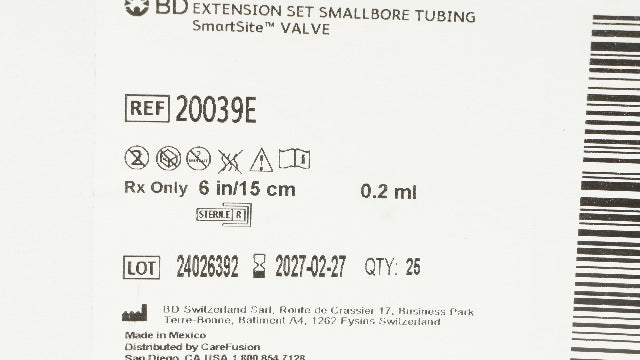 BD EXTENSION SET SMALLBORE TUBING
SmartSite™ VALVE
REF 20039E
Rx Only 6 in/15 cm 0.2 ml
STERILE R
LOT 24026392 2027-02-27 QTY: 25
BD Switzerland Sàrl, Route de Crassier 17, Business Park
Terre-Bonne, Batiment A4, 1262 Eysins Switzerland
Made in Mexico
Distributed by CareFusion
San Diego, CA USA 1 800 854 7128